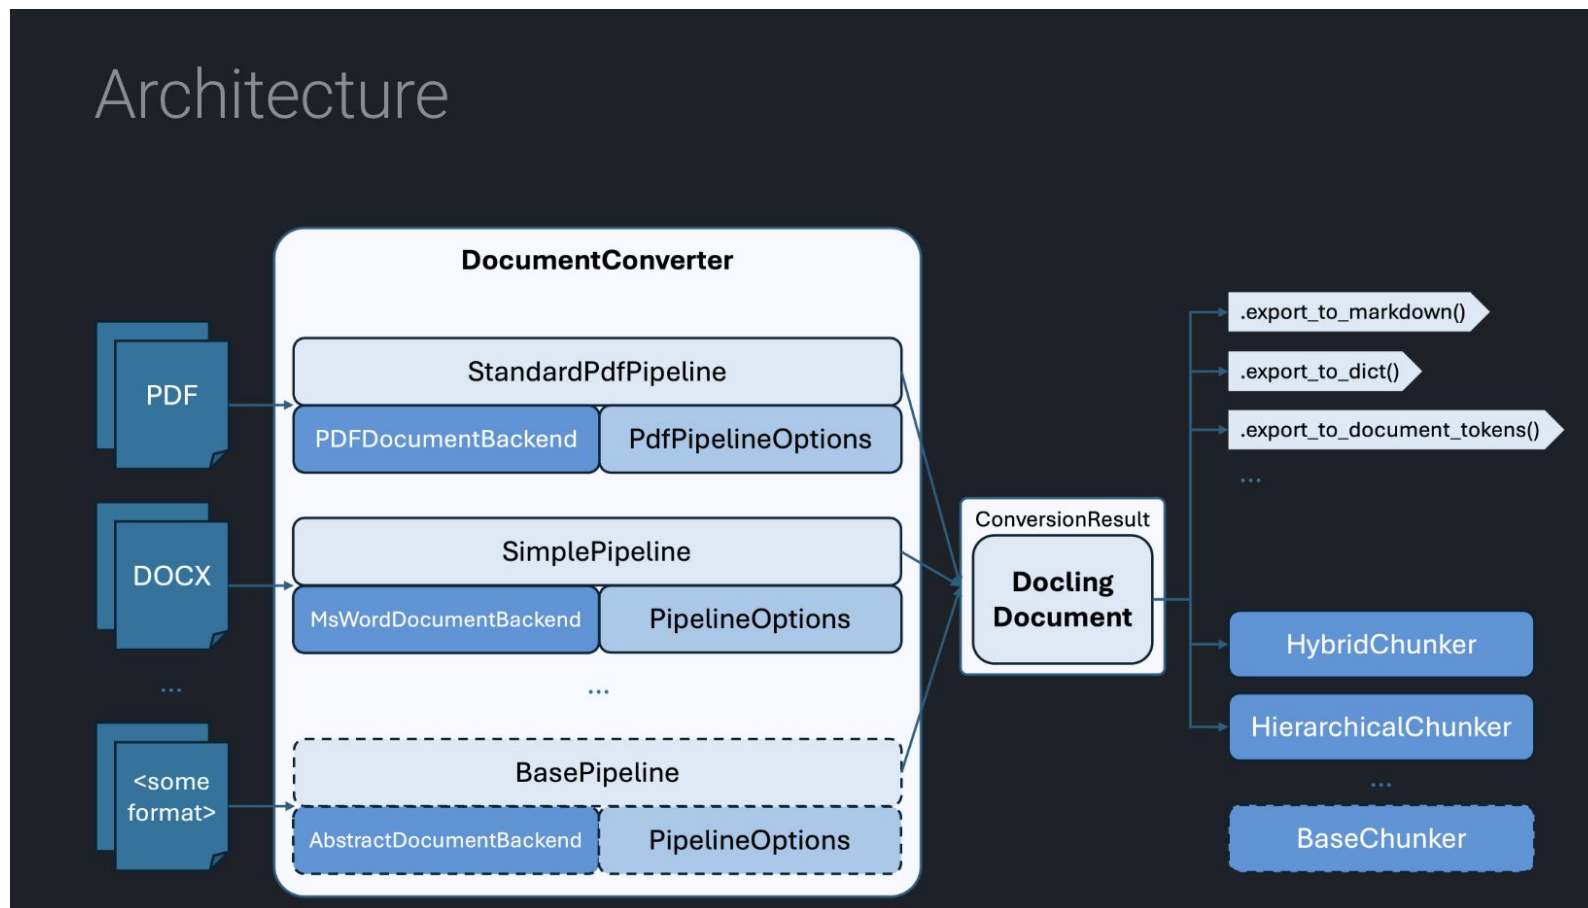 Architecture
DocumentConverter
PDF
StandardPdfPipeline
PDFDocumentBackend
PdfPipelineOptions
DOCX
SimplePipeline
MsWordDocumentBackend
PipelineOptions
...
...
<some
format>
BasePipeline
AbstractDocumentBackend
PipelineOptions
ConversionResult
Docling
Document
.export_to_markdown()
.export_to_dict()
.export_to_document_tokens()
...
HybridChunker
HierarchicalChunker
...
BaseChunker